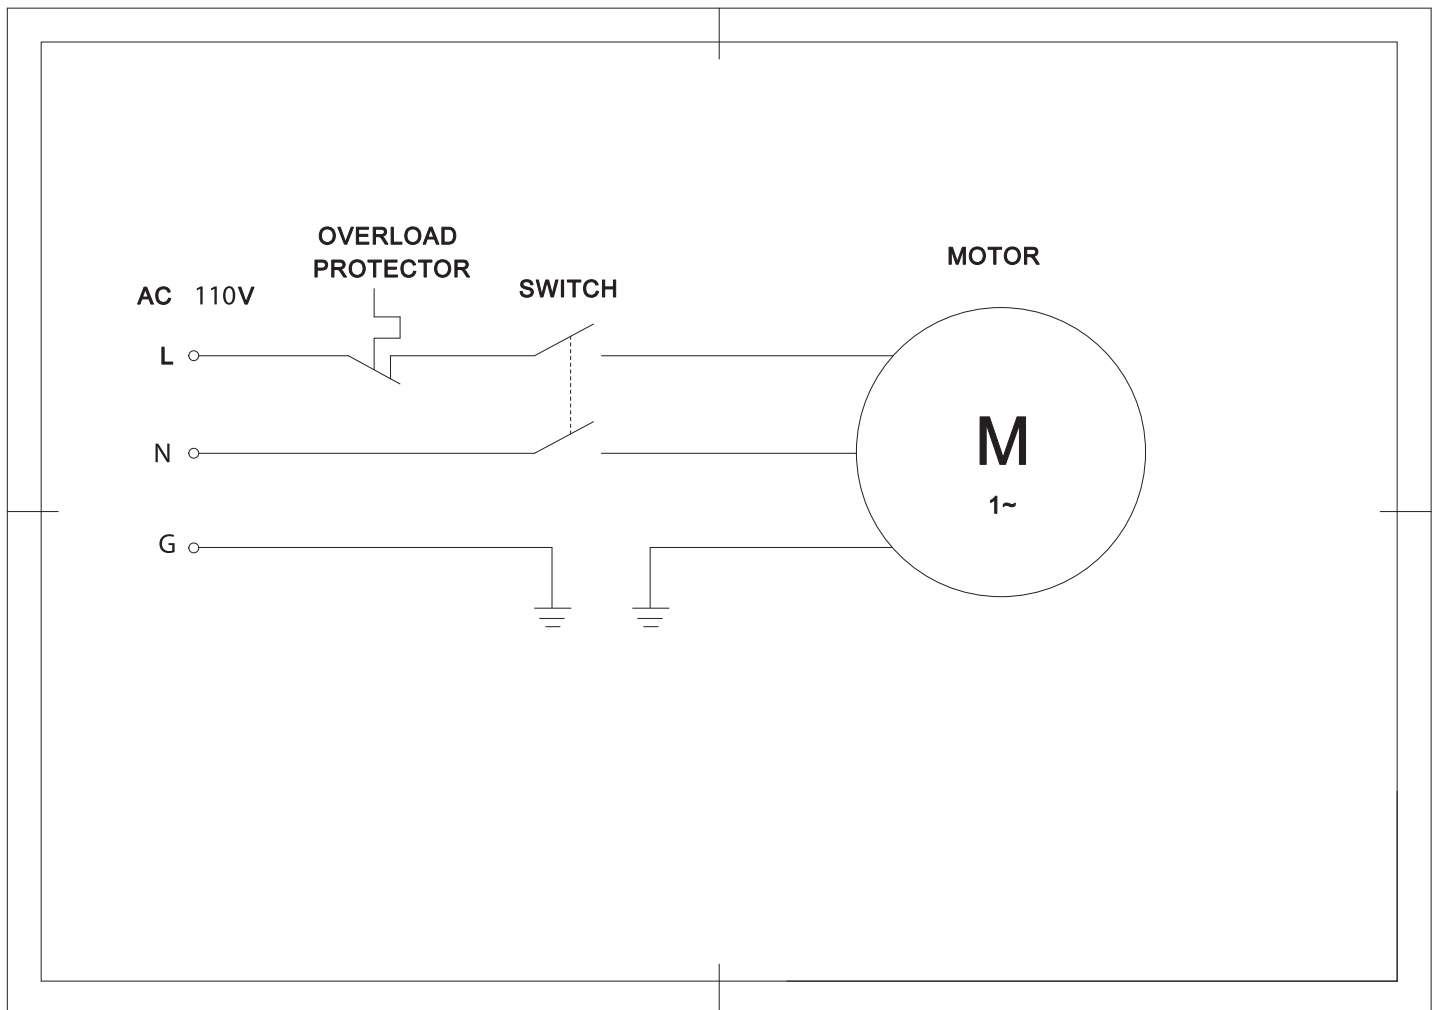 OVERLOAD
PROTECTOR
MOTOR
SWITCH
AC 110V
L
N
M
1~
G